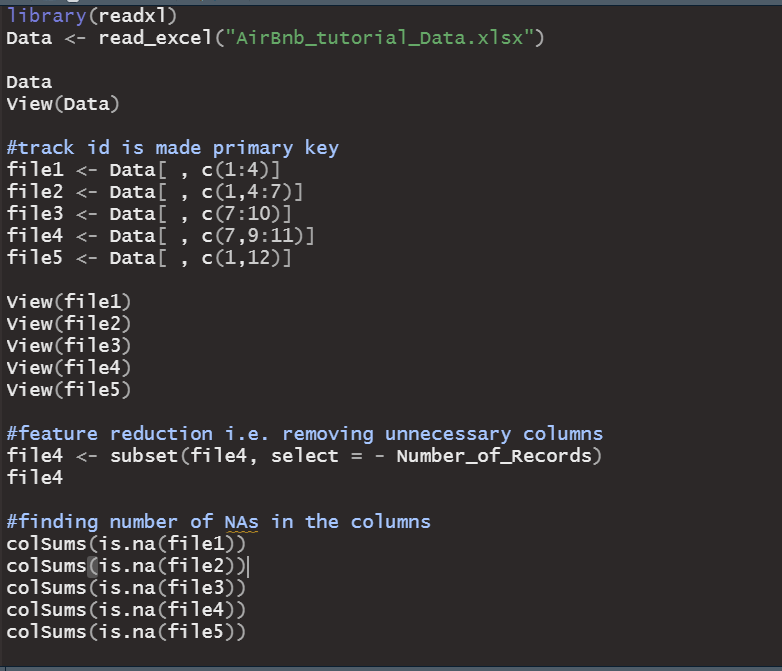 library(readxl)
Data <- read_excel("AirBnb_tutorial_Data.xlsx")
Data
View(Data)
#track id is made primary key
file1 <- Data[ , c(1:4)]
file2 <- Data[ , c(1,4:7)]
file3 <- Data[ , c(7:10)]
file4 <- Data[ , c(7,9:11)]
file5 <- Data[ , c(1,12)]
View(file1)
View(file2)
View(file3)
View(file4)
View(file5)
#feature reduction i.e. removing unnecessary columns
file4 <- subset(file4, select = - Number_of_Records)
file4
#finding number of NAs in the columns
colSums(is.na(file1))
colSums(is.na(file2))
colSums(is.na(file3))
colSums(is.na(file4))
colSums(is.na(file5))